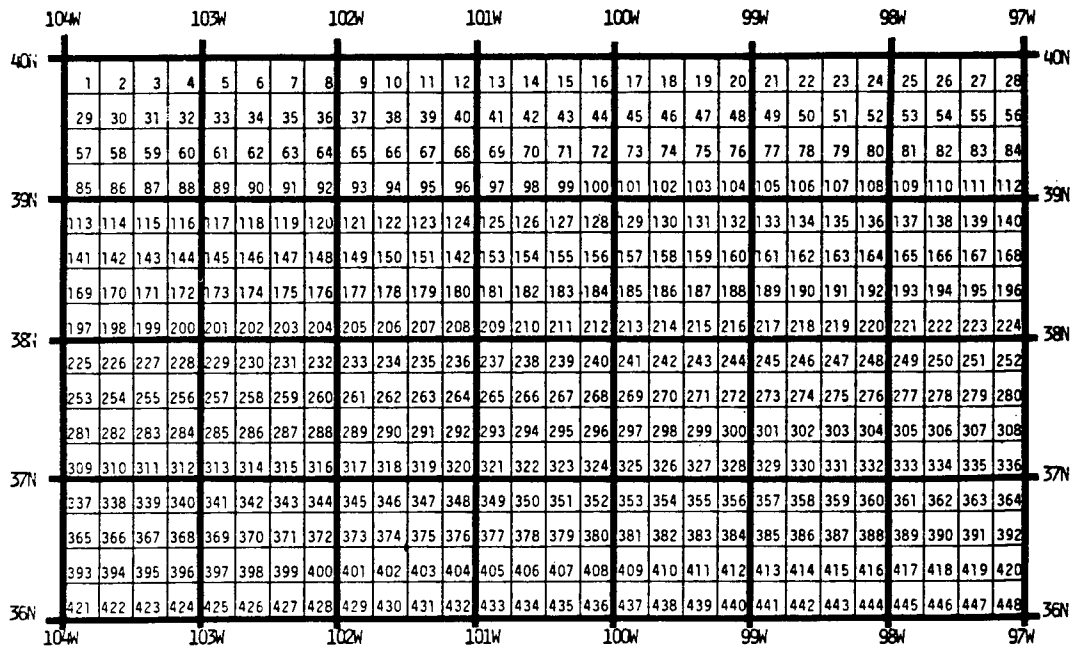 104W 103W 102W 101W 100W 99W 98W 97W
40N 40N
1 2 3 4 5 6 7 8 9 10 11 12 13 14 15 16 17 18 19 20 21 22 23 24 25 26 27 28
29 30 31 32 33 34 35 36 37 38 39 40 41 42 43 44 45 46 47 48 49 50 51 52 53 54 55 56
57 58 59 60 61 62 63 64 65 66 67 68 69 70 71 72 73 74 75 76 77 78 79 80 81 82 83 84
85 86 87 88 89 90 91 92 93 94 95 96 97 98 99 100 101 102 103 104 105 106 107 108 109 110 111 112
39N 39N
113 114 115 116 117 118 119 120 121 122 123 124 125 126 127 128 129 130 131 132 133 134 135 136 137 138 139 140
141 142 143 144 145 146 147 148 149 150 151 142 153 154 155 156 157 158 159 160 161 162 163 164 165 166 167 168
169 170 171 172 173 174 175 176 177 178 179 180 181 182 183 184 185 186 187 188 189 190 191 192 193 194 195 196
197 198 199 200 201 202 203 204 205 206 207 208 209 210 211 212 213 214 215 216 217 218 219 220 221 222 223 224
38N 38N
225 226 227 228 229 230 231 232 233 234 235 236 237 238 239 240 241 242 243 244 245 246 247 248 249 250 251 252
253 254 255 256 257 258 259 260 261 262 263 264 265 266 267 268 269 270 271 272 273 274 275 276 277 278 279 280
281 282 283 284 285 286 287 288 289 290 291 292 293 294 295 296 297 298 299 300 301 302 303 304 305 306 307 308
309 310 311 312 313 314 315 316 317 318 319 320 321 322 323 324 325 326 327 328 329 330 331 332 333 334 335 336
37N 37N
337 338 339 340 341 342 343 344 345 346 347 348 349 350 351 352 353 354 355 356 357 358 359 360 361 362 363 364
365 366 367 368 369 370 371 372 373 374 375 376 377 378 379 380 381 382 383 384 385 386 387 388 389 390 391 392
393 394 395 396 397 398 399 400 401 402 403 404 405 406 407 408 409 410 411 412 413 414 415 416 417 418 419 420
421 422 423 424 425 426 427 428 429 430 431 432 433 434 435 436 437 438 439 440 441 442 443 444 445 446 447 448
36N 36N
104W 103W 102W 101W 100W 99W 98W 97W